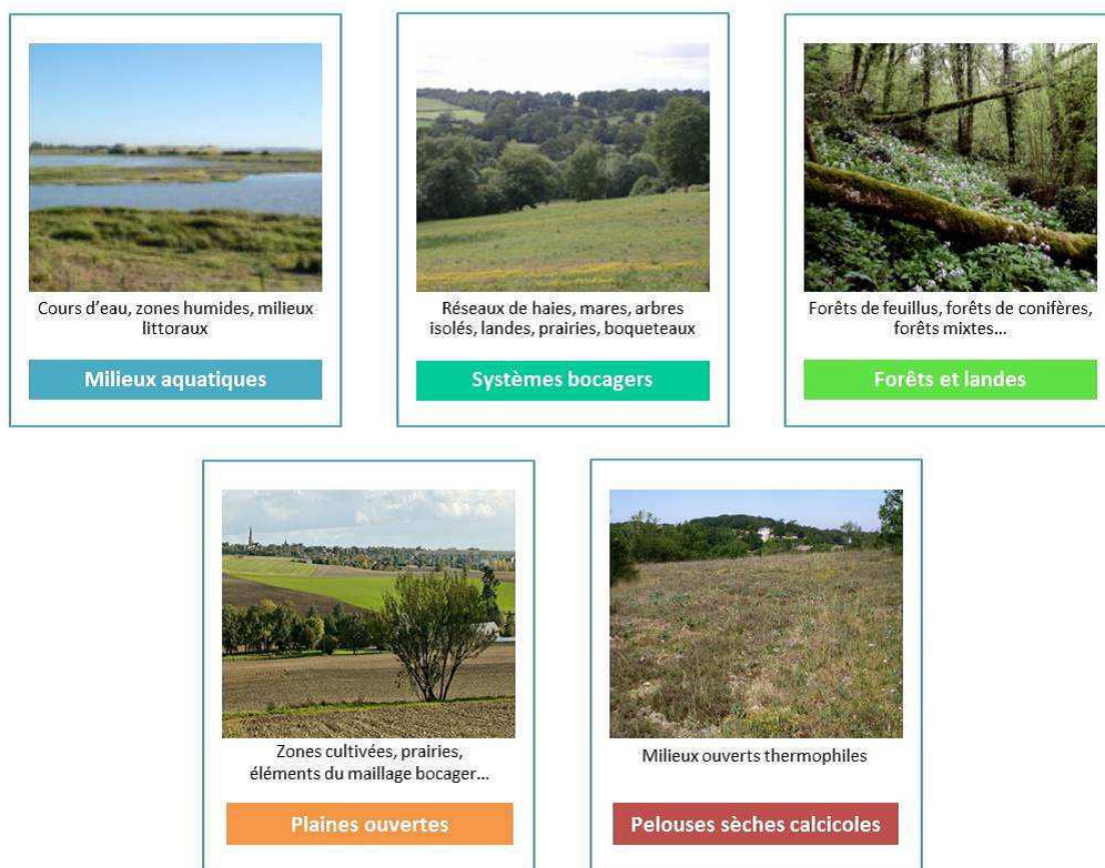 Cours d'eau, zones humides, milieux
littoraux
Milieux aquatiques
Réseaux de haies, mares, arbres
isolés, landes, prairies, boqueteaux
Systèmes bocagers
Forêts de feuillus, forêts de conifères,
forêts mixtes...
Forêts et landes
Zones cultivées, prairies,
éléments du maillage bocager...
Plaines ouvertes
Milieux ouverts thermophiles
Pelouses sèches calcicoles